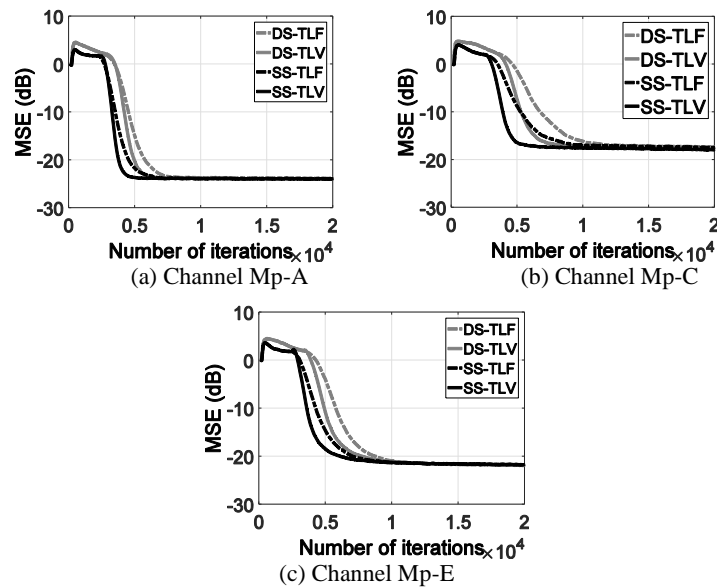 10
0
-10
-20
-30
MSE (dB)
DS-TLF
DS-TLV
SS-TLF
SS-TLV
0 0.5 1 1.5 2
Number of iterations ×10^4
(a) Channel Mp-A
10
0
-10
-20
-30
MSE (dB)
DS-TLF
DS-TLV
SS-TLF
SS-TLV
0 0.5 1 1.5 2
Number of iterations ×10^4
(b) Channel Mp-C
10
0
-10
-20
-30
MSE (dB)
DS-TLF
DS-TLV
SS-TLF
SS-TLV
0 0.5 1 1.5 2
Number of iterations ×10^4
(c) Channel Mp-E